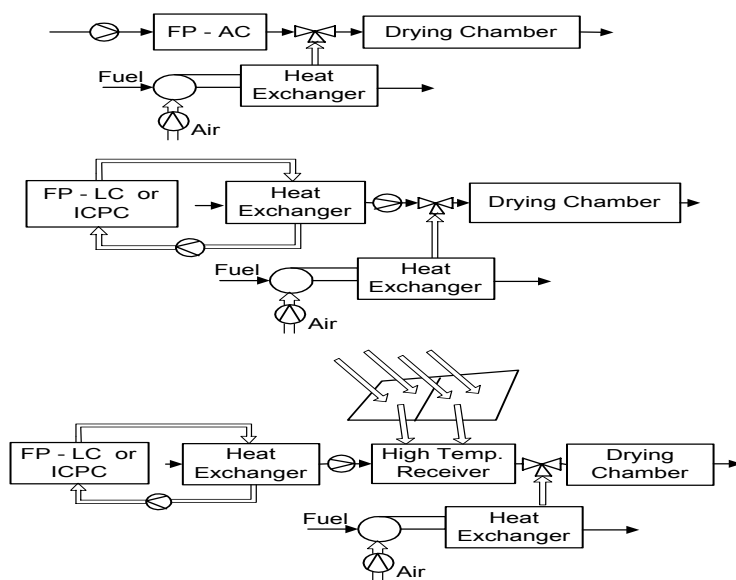 FP - AC
Drying Chamber
Fuel
Heat
Exchanger
Air
FP - LC or
ICPC
Heat
Exchanger
Drying Chamber
Fuel
Heat
Exchanger
Air
FP - LC or
ICPC
Heat
Exchanger
High Temp.
Receiver
Drying
Chamber
Fuel
Heat
Exchanger
Air